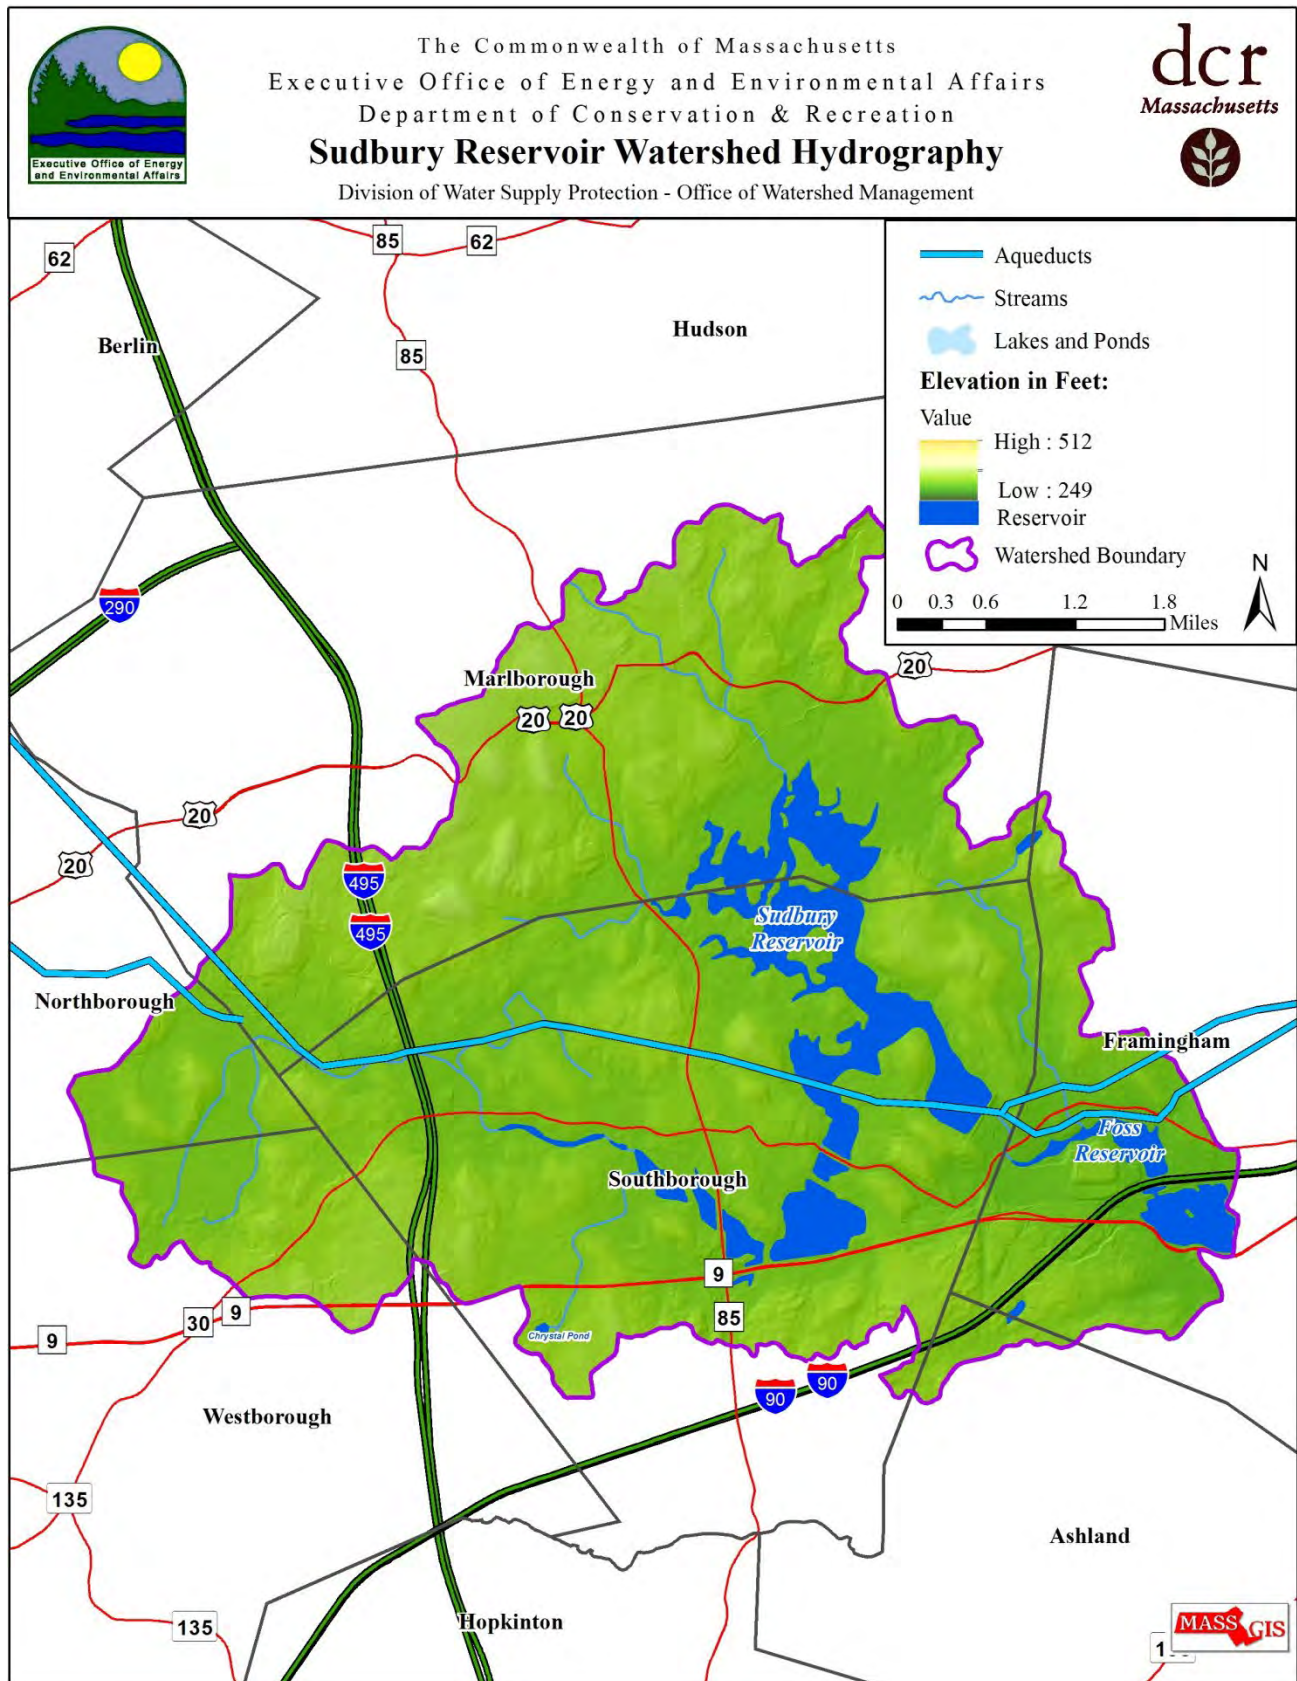 The Commonwealth of Massachusetts
Executive Office of Energy and Environmental Affairs
Department of Conservation & Recreation
Sudbury Reservoir Watershed Hydrography
Division of Water Supply Protection - Office of Watershed Management
Executive Office of Energy
and Environmental Affairs
dcr
Massachusetts
Aqueducts
Streams
Lakes and Ponds
Elevation in Feet:
Value
High : 512
Low : 249
Reservoir
Watershed Boundary
N
0 0.3 0.6 1.2 1.8
Miles
85
62
62
Hudson
Berlin
85
290
20
Marlborough
20
20
20
20
495
495
Sudbury
Reservoir
Northborough
Framingham
Foss
Reservoir
Southborough
9
30
9
9
85
Chrystal Pond
90
90
Westborough
135
Ashland
135
Hopkinton
MASS GIS